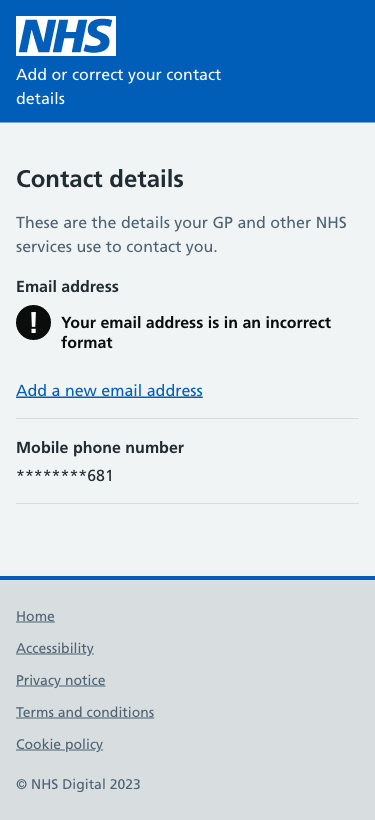 NHS
Add or correct your contact
details
Contact details
These are the details your GP and other NHS
services use to contact you.
Email address
! Your email address is in an incorrect
format
Add a new email address
Mobile phone number
********681
Home
Accessibility
Privacy notice
Terms and conditions
Cookie policy
© NHS Digital 2023